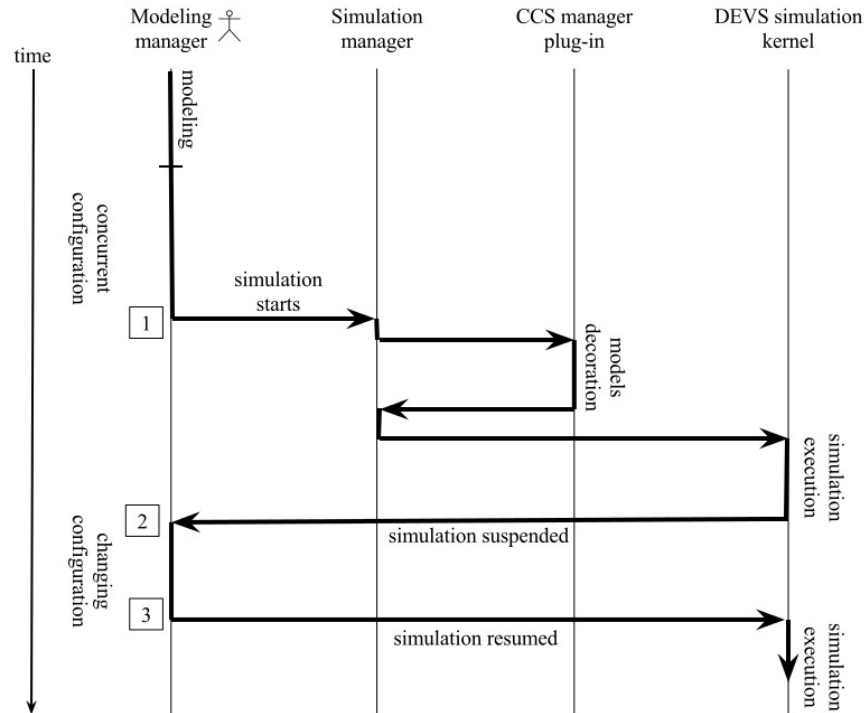 Modeling
manager
Simulation
manager
CCS manager
plug-in
DEVS simulation
kernel
time
modeling
concurrent
configuration
simulation
starts
1
models
decoration
simulation
execution
2
simulation suspended
changing
configuration
3
simulation resumed
simulation
execution